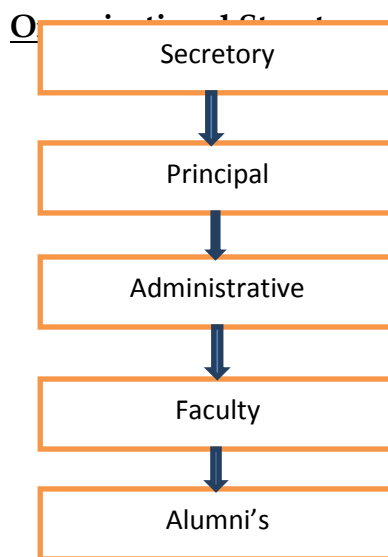 Secretory
Principal
Administrative
Faculty
Alumni's